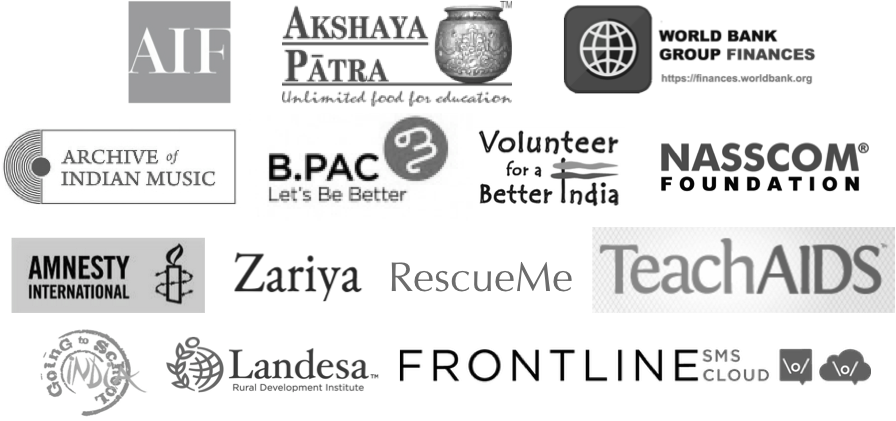 AIF
AKSHAYA
PĀTRA
TM
Unlimited food for education
WORLD BANK
GROUP FINANCES
https://finances.worldbank.org
ARCHIVE of
INDIAN MUSIC
B.PAC
Let's Be Better
Volunteer
for a
Better India
NASSCOM®
FOUNDATION
AMNESTY
INTERNATIONAL
Zariya
RescueMe
TeachAIDS™
GOiNG to SCHOOL
INDIA
Landesa™
Rural Development Institute
FRONTLINE
SMS
CLOUD
\o/
\o/